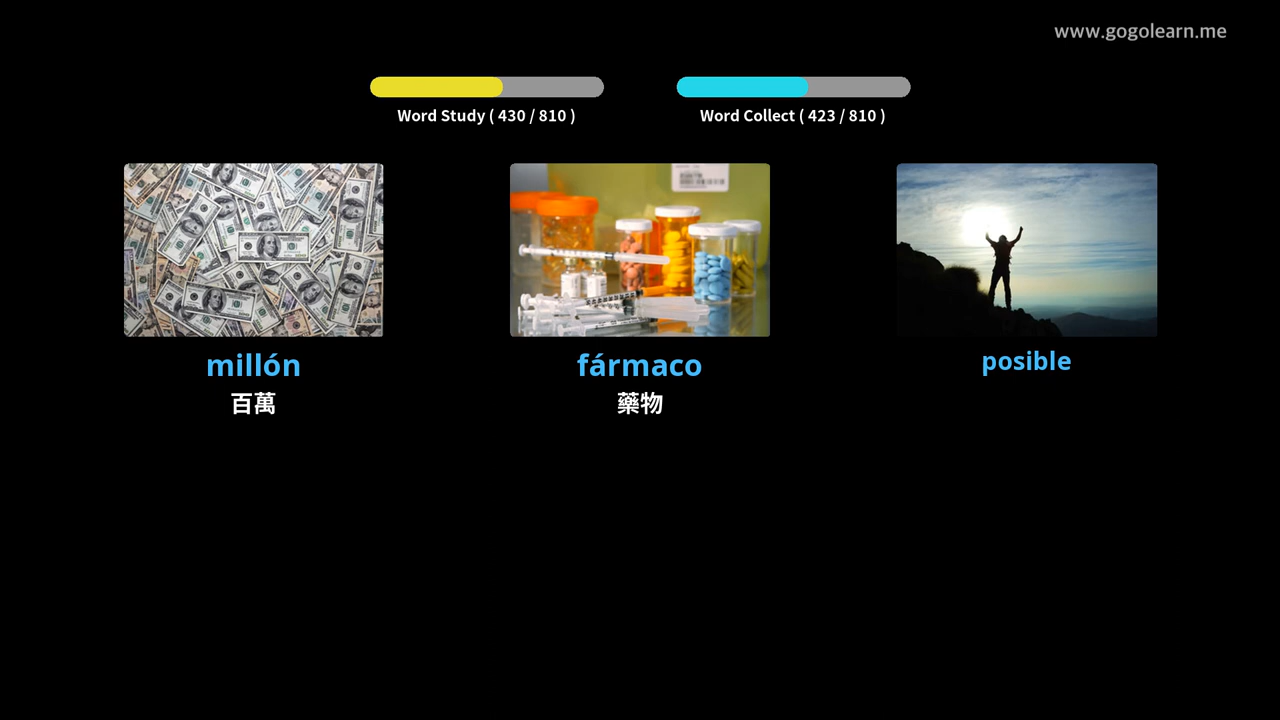 www.gogolearn.me
Word Study ( 430 / 810 )
Word Collect ( 423 / 810 )
millón
百萬
fármaco
藥物
posible